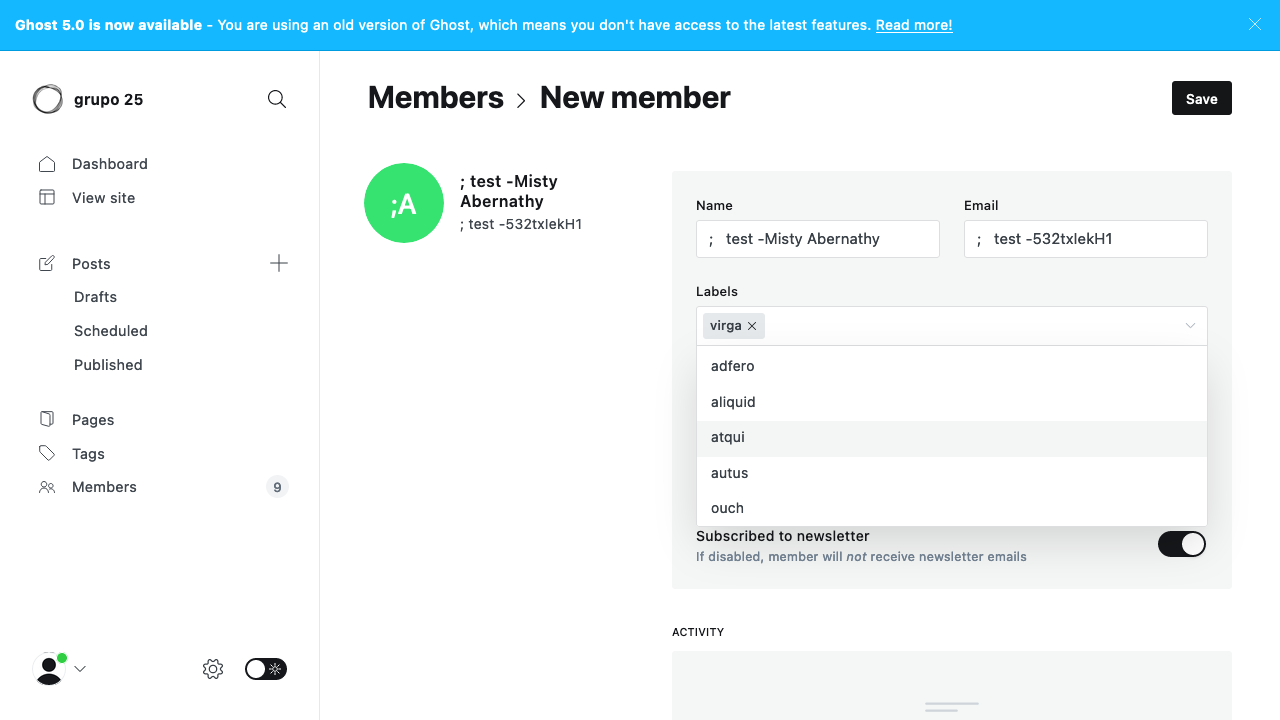 Ghost 5.0 is now available - You are using an old version of Ghost, which means you don't have access to the latest features. Read more!
grupo 25
Dashboard
View site
Posts
Drafts
Scheduled
Published
Pages
Tags
Members 9
Members > New member
Save
;A
; test -Misty
Abernathy
; test -532txlekH1
Name
; test -Misty Abernathy
Email
; test -532txlekH1
Labels
virga
adfero
aliquid
atqui
autus
ouch
Subscribed to newsletter
If disabled, member will not receive newsletter emails
ACTIVITY